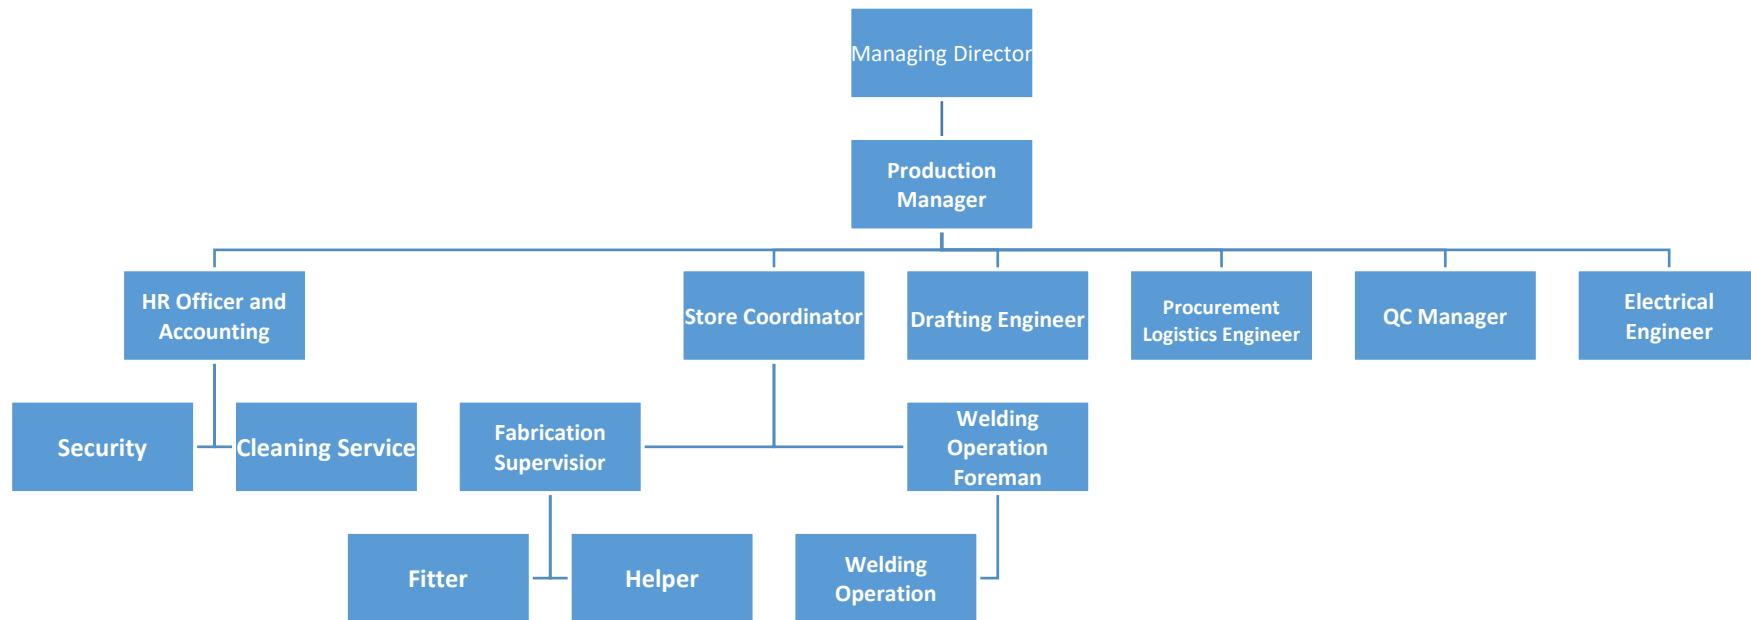 Managing Director
Production
Manager
HR Officer and
Accounting
Store Coordinator
Drafting Engineer
Procurement
Logistics Engineer
QC Manager
Electrical
Engineer
Security
Cleaning Service
Fabrication
Supervisior
Welding
Operation
Foreman
Fitter
Helper
Welding
Operation